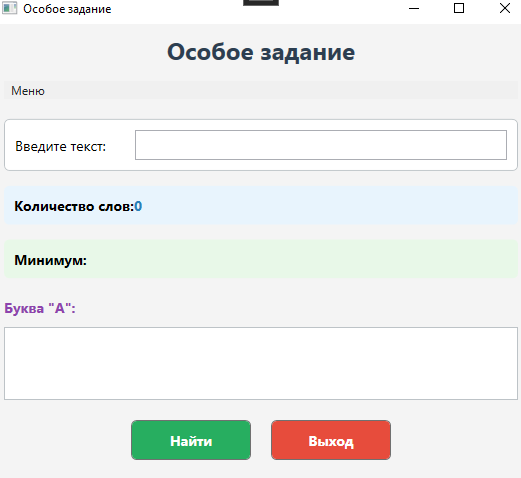 Особое задание
Особое задание
Меню
Введите текст:
Количество слов:0
Минимум:
Буква "А":
Найти Выход